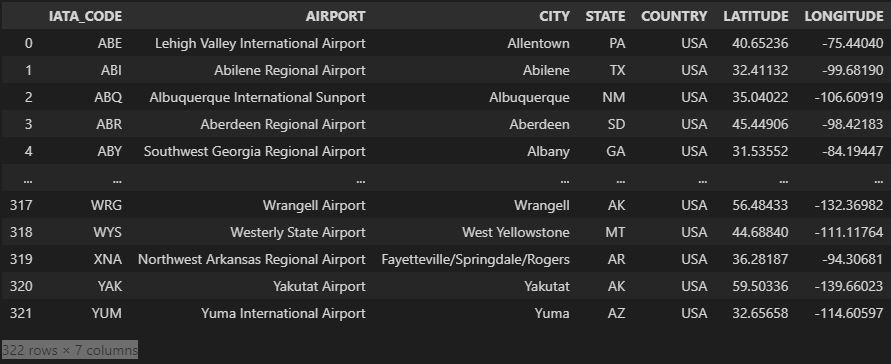 IATA_CODE AIRPORT CITY STATE COUNTRY LATITUDE LONGITUDE
0 ABE Lehigh Valley International Airport Allentown PA USA 40.65236 -75.44040
1 ABI Abilene Regional Airport Abilene TX USA 32.41132 -99.68190
2 ABQ Albuquerque International Sunport Albuquerque NM USA 35.04022 -106.60919
3 ABR Aberdeen Regional Airport Aberdeen SD USA 45.44906 -98.42183
4 ABY Southwest Georgia Regional Airport Albany GA USA 31.53552 -84.19447
... ... ... ... ... ... ... ...
317 WRG Wrangell Airport Wrangell AK USA 56.48433 -132.36982
318 WYS Westerly State Airport West Yellowstone MT USA 44.68840 -111.11764
319 XNA Northwest Arkansas Regional Airport Fayetteville/Springdale/Rogers AR USA 36.28187 -94.30681
320 YAK Yakutat Airport Yakutat AK USA 59.50336 -139.66023
321 YUM Yuma International Airport Yuma AZ USA 32.65658 -114.60597
322 rows × 7 columns